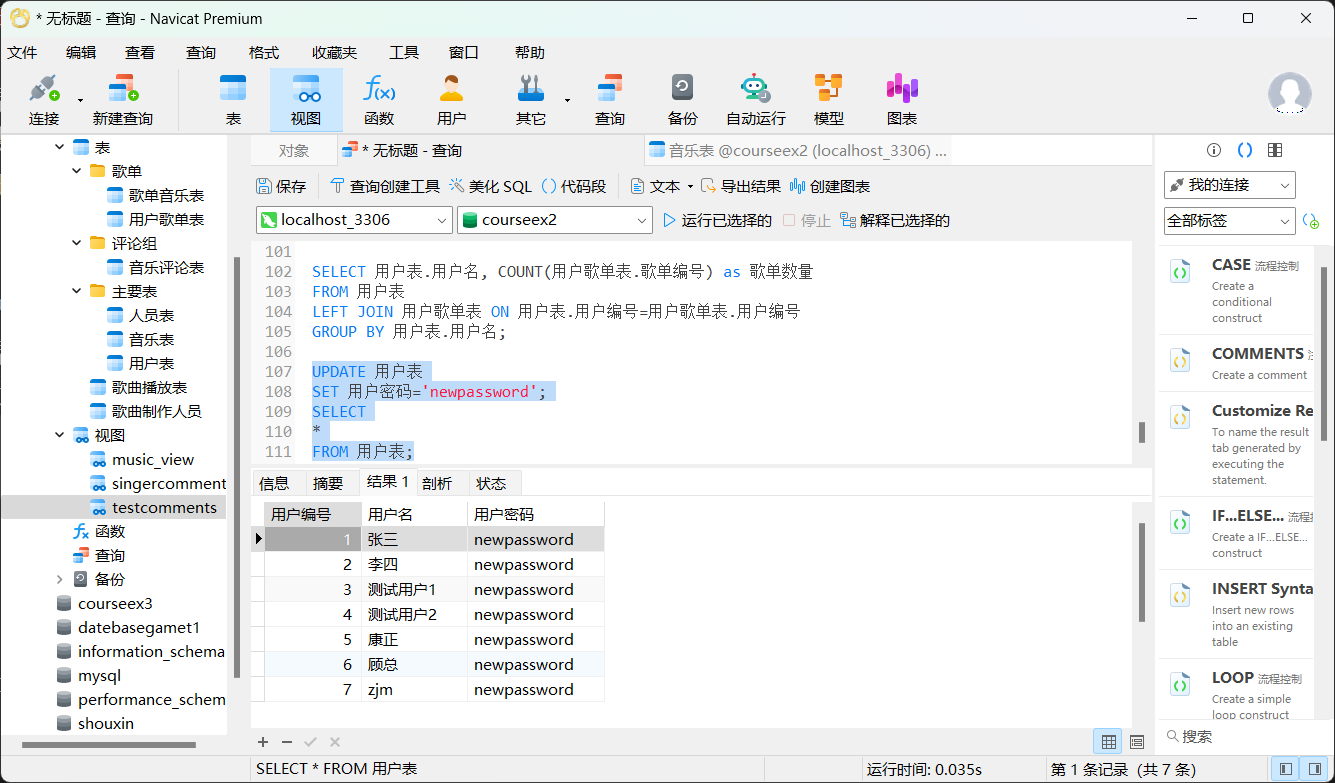 * 无标题 - 查询 - Navicat Premium
文件 编辑 查看 查询 格式 收藏夹 工具 窗口 帮助
连接 新建查询 表 视图 函数 用户 其它 查询 备份 自动运行 模型 图表
表
歌单
歌单音乐表
用户歌单表
评论组
音乐评论表
主要表
人员表
音乐表
用户表
歌曲播放表
歌曲制作人员
视图
music_view
singercomment
testcomments
函数
查询
备份
courseex3
datebasegamet1
information_schema
mysql
performance_schem
shouxin
对象 * 无标题 - 查询 音乐表 @courseex2 (localhost_3306) ...
保存 查询创建工具 美化 SQL 代码段 文本 导出结果 创建图表
localhost_3306 courseex2 运行已选择的 停止 解释已选择的
101
102 SELECT 用户表.用户名, COUNT(用户歌单表.歌单编号) as 歌单数量
103 FROM 用户表
104 LEFT JOIN 用户歌单表 ON 用户表.用户编号=用户歌单表.用户编号
105 GROUP BY 用户表.用户名;
106
107 UPDATE 用户表
108 SET 用户密码='newpassword';
109 SELECT
110 *
111 FROM 用户表;
信息 摘要 结果 1 剖析 状态
用户编号 用户名 用户密码
1 张三 newpassword
2 李四 newpassword
3 测试用户1 newpassword
4 测试用户2 newpassword
5 康正 newpassword
6 顾总 newpassword
7 zjm newpassword
SELECT * FROM 用户表 运行时间: 0.035s 第 1 条记录 (共 7 条)
我的连接
全部标签
CASE 流程控制
Create a
conditional
construct
COMMENTS 注
Create a comment
Customize Re
To name the result
tab generated by
executing the
statement.
IF...ELSE... 流程控
Create a IF...ELSE...
construct
INSERT Synta
Insert new rows
into an existing
table
LOOP 流程控制
Create a simple
loop construct
搜索